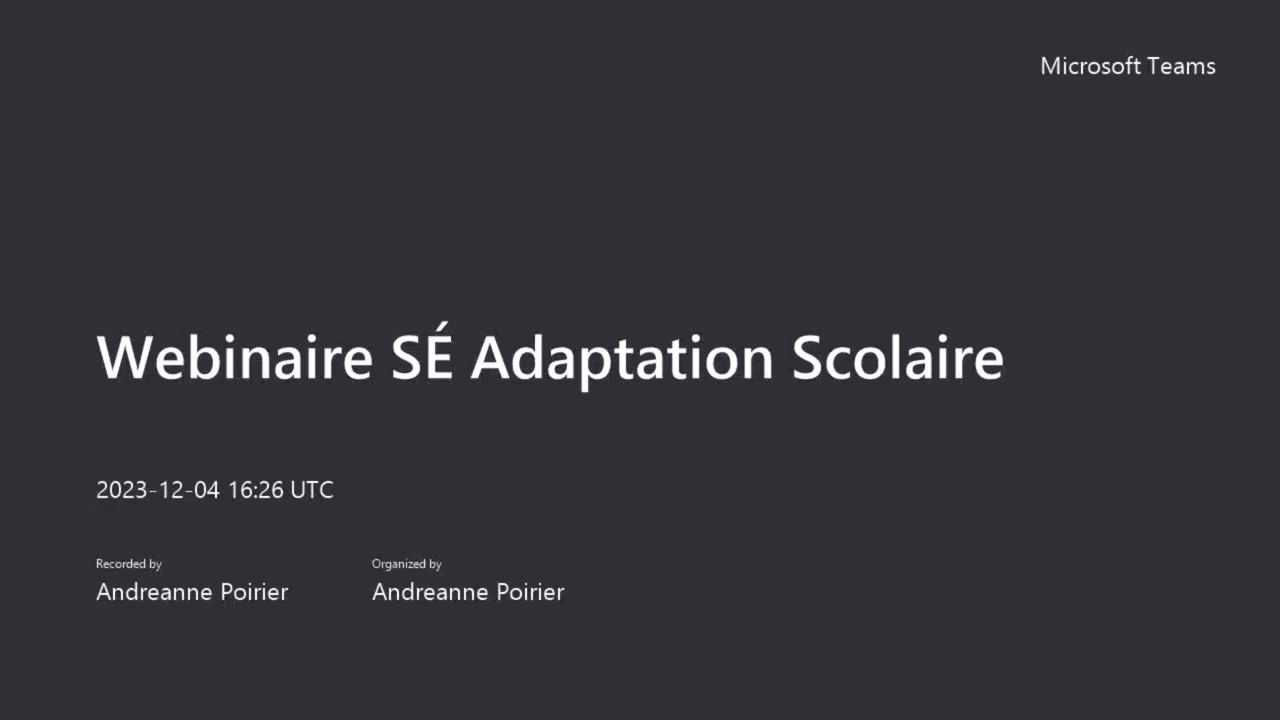 Microsoft Teams
Webinaire SÉ Adaptation Scolaire
2023-12-04 16:26 UTC
Recorded by
Andreanne Poirier
Organized by
Andreanne Poirier